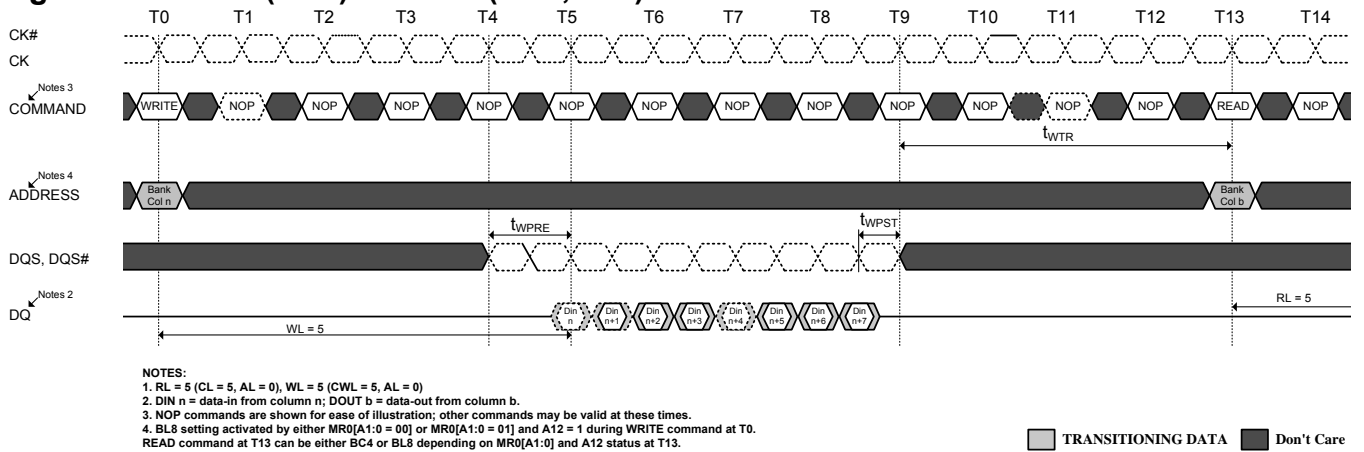 T0 T1 T2 T3 T4 T5 T6 T7 T8 T9 T10 T11 T12 T13 T14
CK#
CK
Notes 3
COMMAND
WRITE NOP NOP NOP NOP NOP NOP NOP NOP NOP NOP NOP NOP READ NOP
tWTR
Notes 4
ADDRESS
Bank Col n
Bank Col b
tWPRE
tWPST
DQS, DQS#
Notes 2
DQ
Din n
Din n+1
Din n+2
Din n+3
Din n+4
Din n+5
Din n+6
Din n+7
RL = 5
WL = 5
NOTES:
1. RL = 5 (CL = 5, AL = 0), WL = 5 (CWL = 5, AL = 0)
2. DIN n = data-in from column n; DOUT b = data-out from column b.
3. NOP commands are shown for ease of illustration; other commands may be valid at these times.
4. BL8 setting activated by either MR0[A1:0 = 00] or MR0[A1:0 = 01] and A12 = 1 during WRITE command at T0.
READ command at T13 can be either BC4 or BL8 depending on MR0[A1:0] and A12 status at T13.
TRANSITIONING DATA
Don't Care